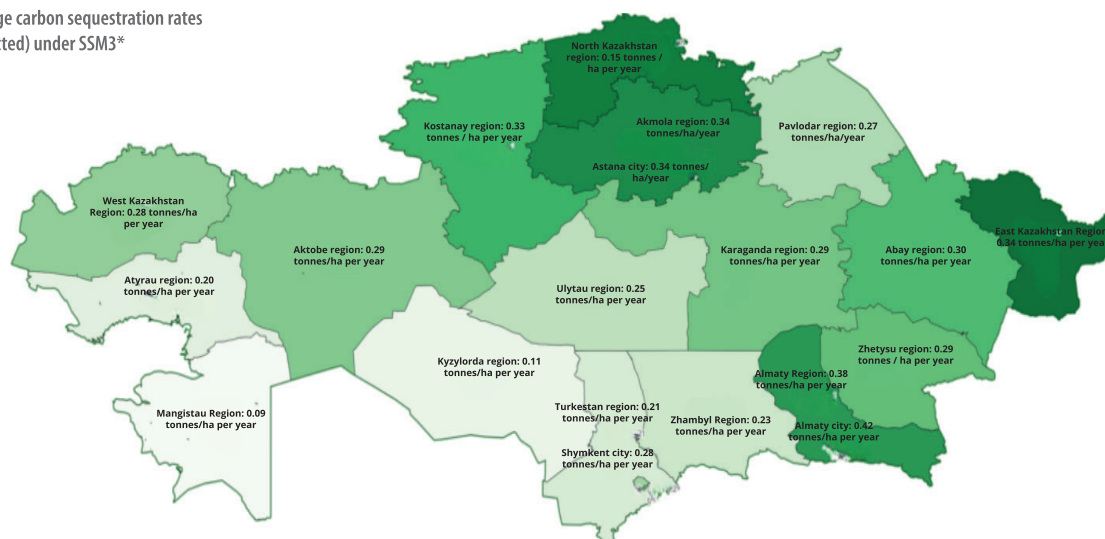 ge carbon sequestration rates
cted) under SSM3*
North Kazakhstan
region: 0.15 tonnes /
ha per year
Kostanay region: 0.33
tonnes / ha per year
Akmola region: 0.34
tonnes/ha/year
Pavlodar region: 0.27
tonnes/ha/year
Astana city: 0.34 tonnes/
ha/year
West Kazakhstan
Region: 0.28 tonnes/ha
per year
Aktobe region: 0.29
tonnes/ha per year
Karaganda region: 0.29
tonnes/ha per year
Abay region: 0.30
tonnes/ha per year
East Kazakhstan Region:
0.34 tonnes/ha per year
Atyrau region: 0.20
tonnes/ha per year
Ulytau region: 0.25
tonnes/ha per year
Kyzylorda region: 0.11
tonnes/ha per year
Zhetysu region: 0.29
tonnes / ha per year
Almaty Region: 0.38
tonnes/ha per year
Mangistau Region: 0.09
tonnes/ha per year
Turkestan region: 0.21
tonnes/ha per year
Zhambyl Region: 0.23
tonnes/ha per year
Almaty city: 0.42
tonnes/ha per year
Shymkent city: 0.28
tonnes/ha per year